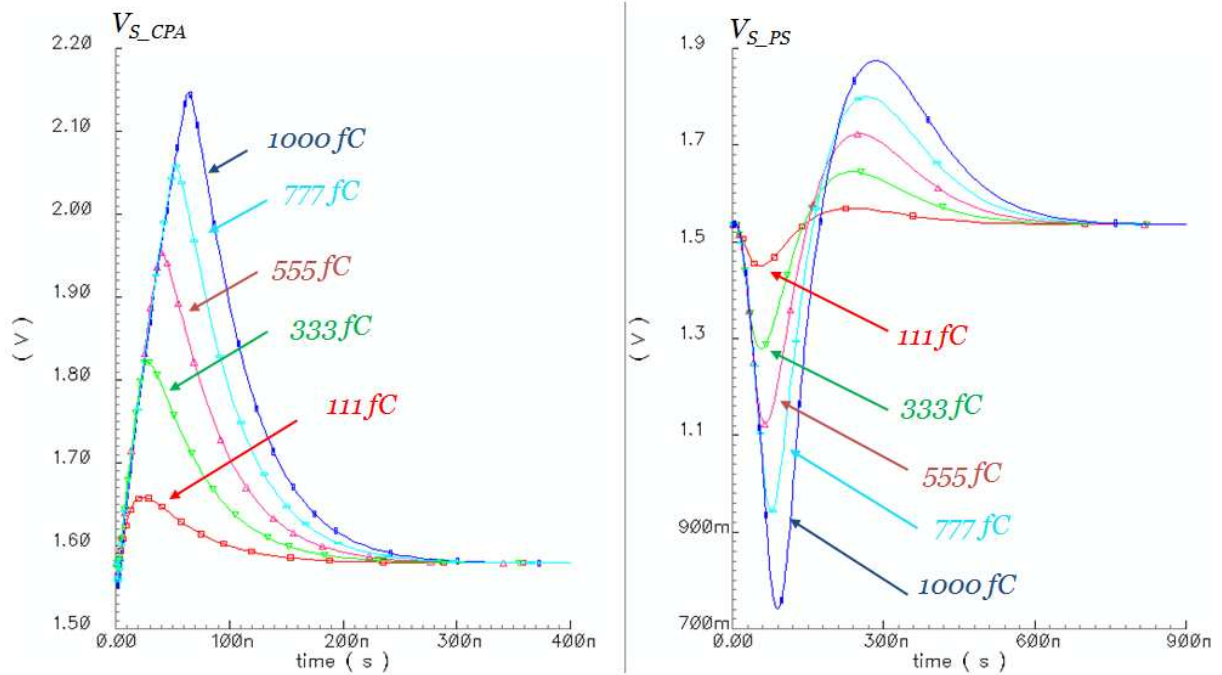 V_S_CPA
2.20
2.10
2.00
1.90
1.80
1.70
1.60
1.50
( V )
1000 fC
777 fC
555 fC
333 fC
111 fC
0.00 100n 200n 300n 400n
time ( s )
V_S_PS
1.9
1.7
1.5
1.3
1.1
900m
700m
( V )
111 fC
333 fC
555 fC
777 fC
1000 fC
0.00 300n 600n 900n
time ( s )